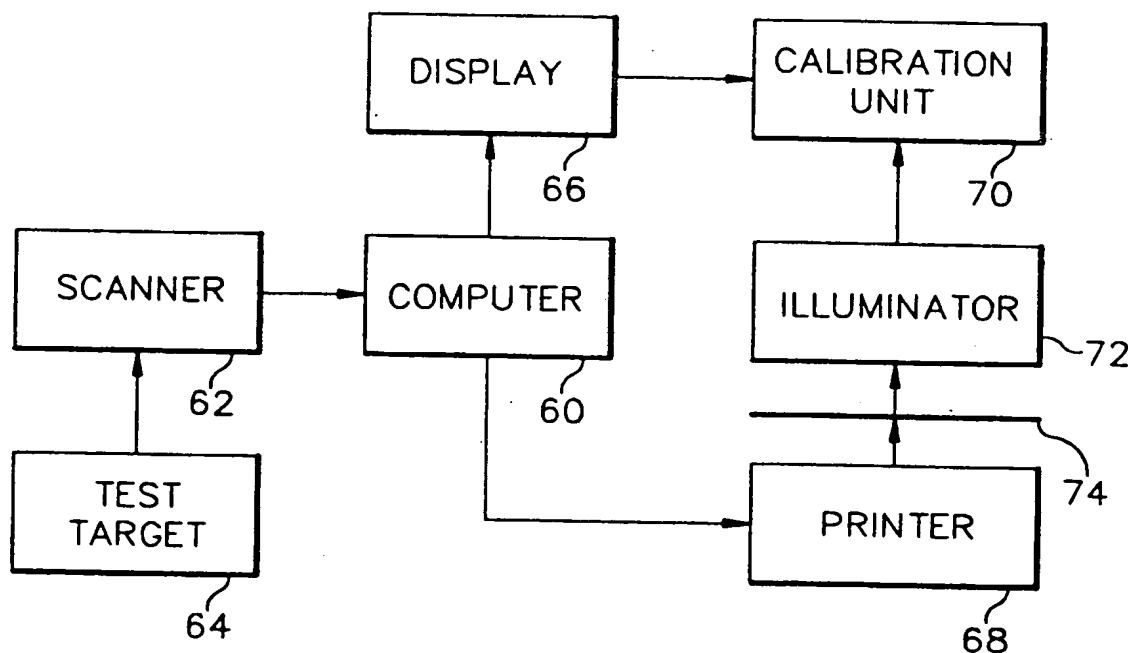 DISPLAY
66
CALIBRATION
UNIT
70
SCANNER
62
COMPUTER
60
ILLUMINATOR
72
74
TEST
TARGET
64
PRINTER
68